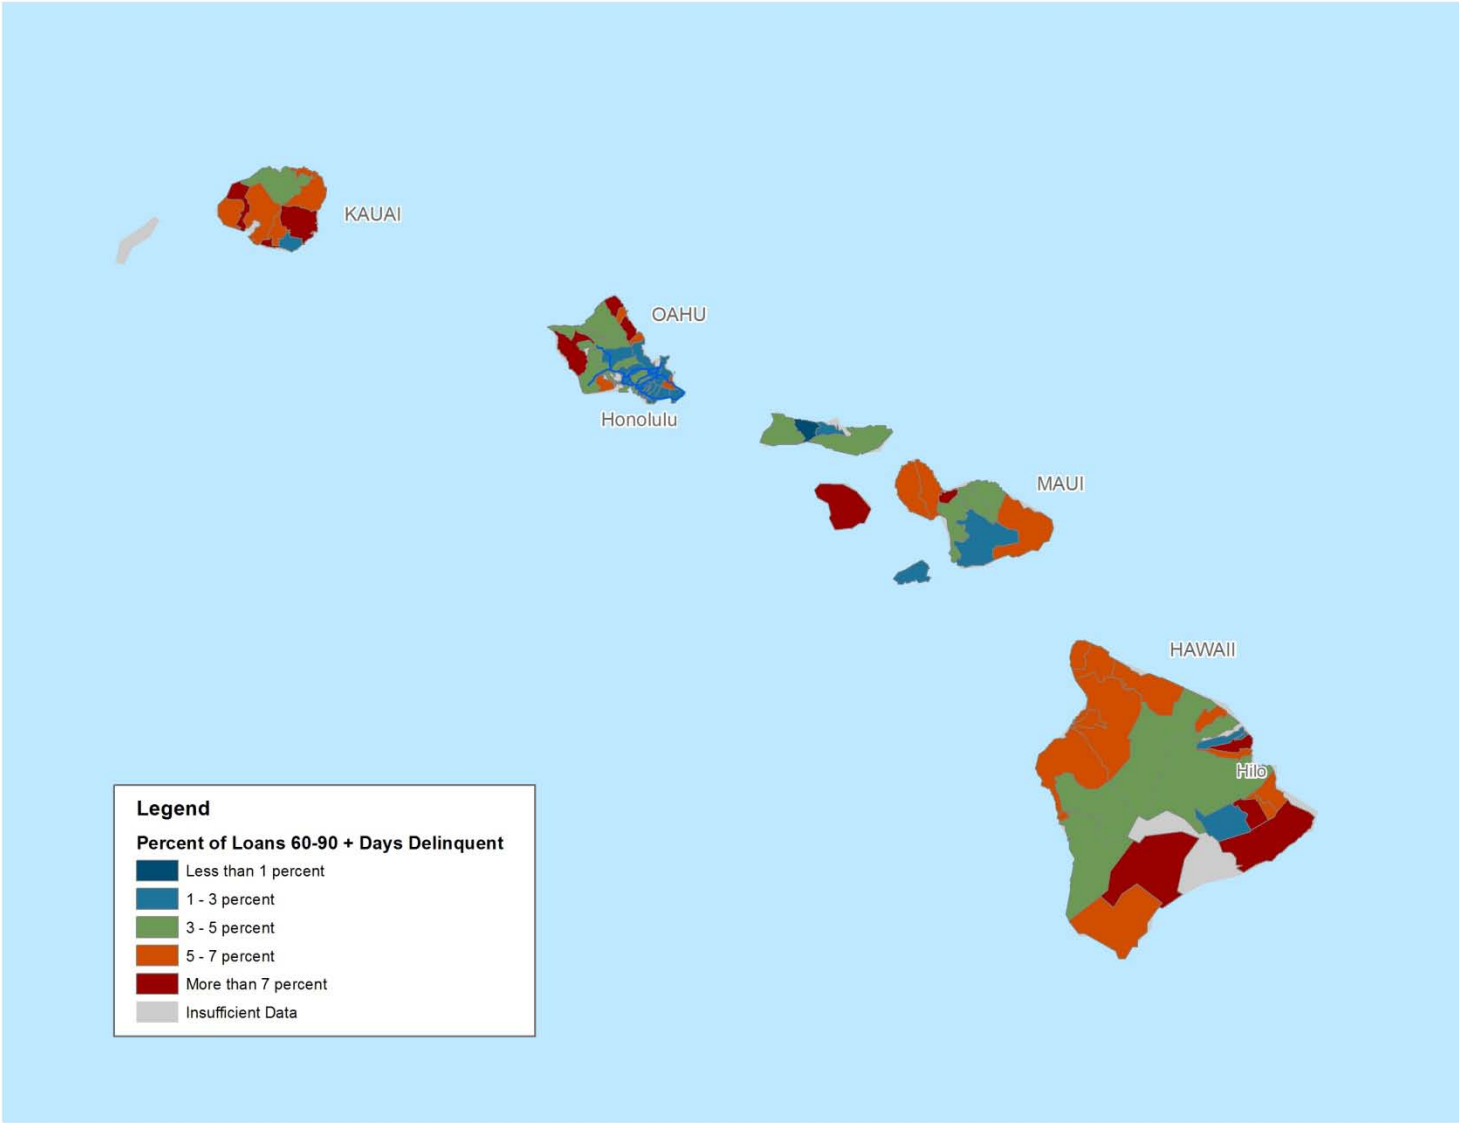 KAUAI
OAHU
Honolulu
MAUI
HAWAII
Hilo
Legend
Percent of Loans 60-90 + Days Delinquent
Less than 1 percent
1 - 3 percent
3 - 5 percent
5 - 7 percent
More than 7 percent
Insufficient Data